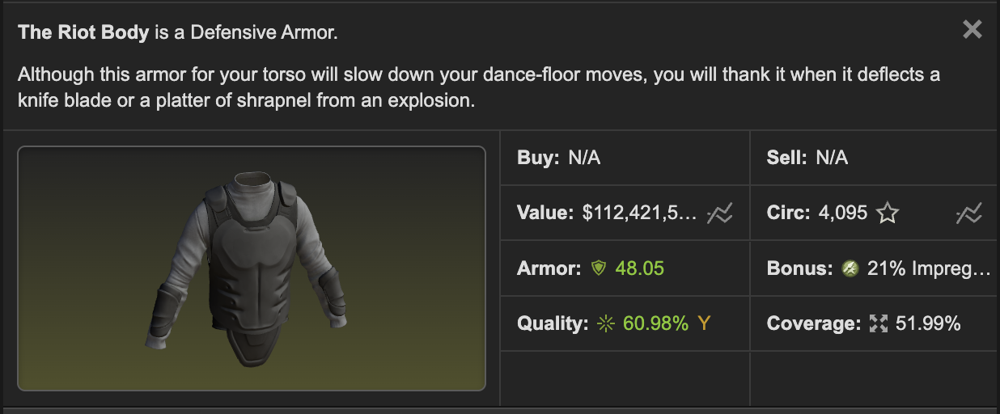 The Riot Body is a Defensive Armor.
Although this armor for your torso will slow down your dance-floor moves, you will thank it when it deflects a
knife blade or a platter of shrapnel from an explosion.
Buy: N/A
Sell: N/A
Value: $112,421,5...
Circ: 4,095
Armor: 48.05
Bonus: 21% Impreg...
Quality: 60.98% Y
Coverage: 51.99%